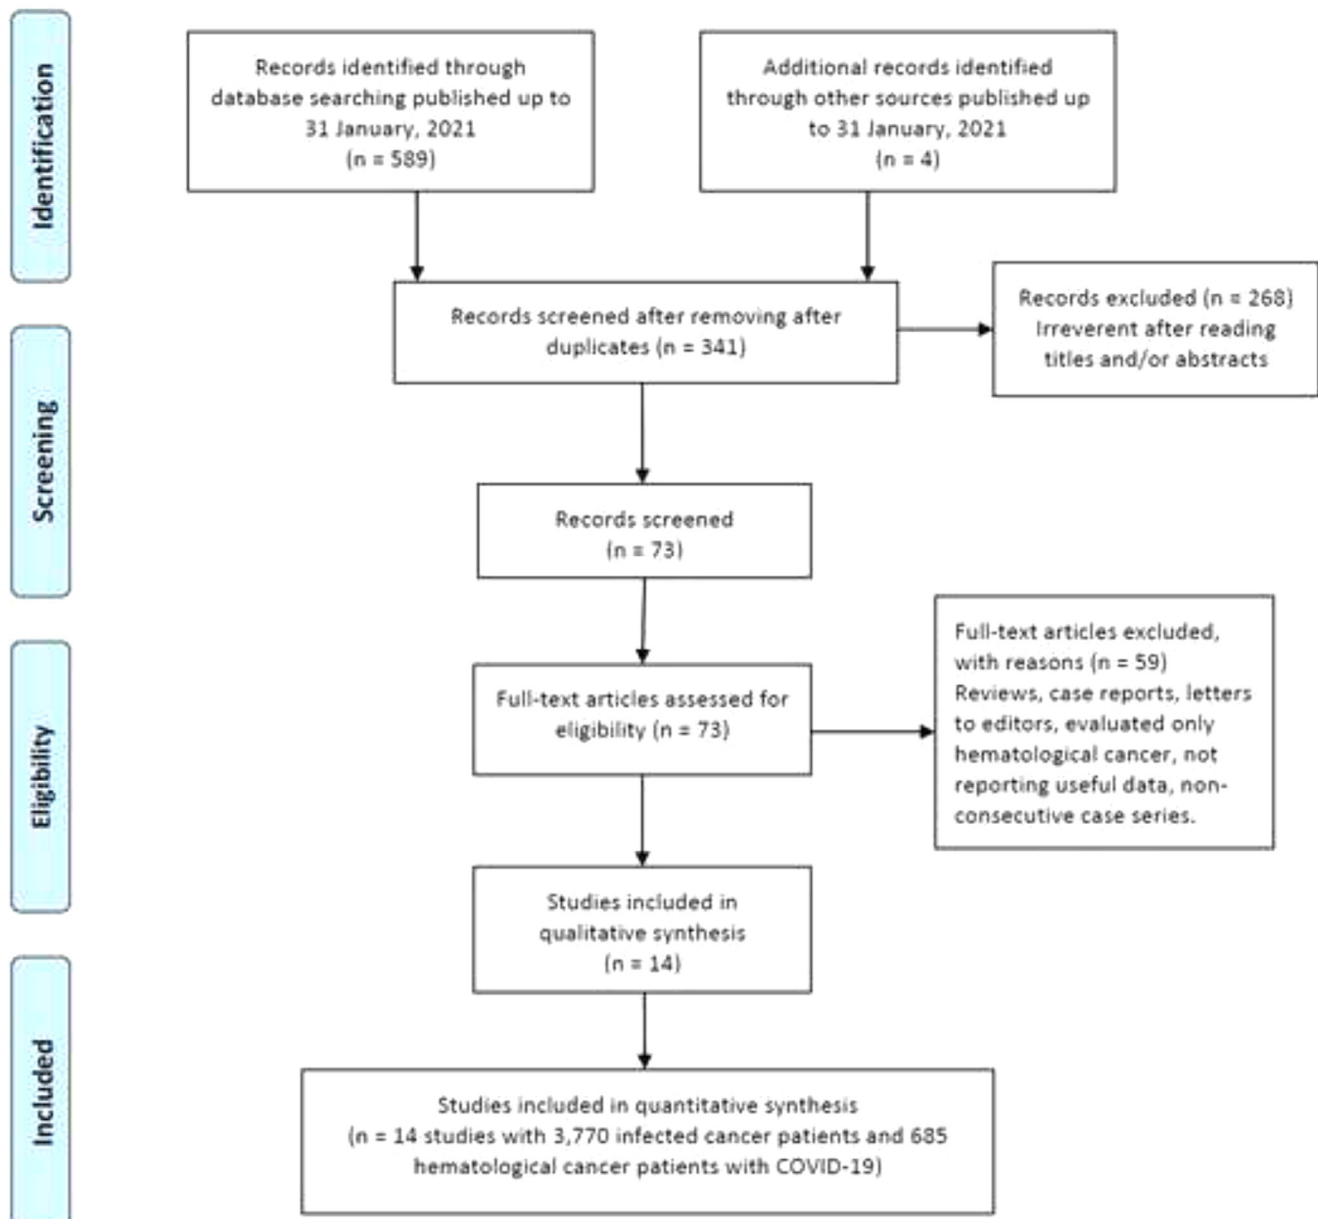 Identification
Records identified through
database searching published up to
31 January, 2021
(n = 589)
Additional records identified
through other sources published up
to 31 January, 2021
(n = 4)
Records screened after removing after
duplicates (n = 341)
Records excluded (n = 268)
Irreverent after reading
titles and/or abstracts
Screening
Records screened
(n = 73)
Eligibility
Full-text articles assessed for
eligibility (n = 73)
Full-text articles excluded,
with reasons (n = 59)
Reviews, case reports, letters
to editors, evaluated only
hematological cancer, not
reporting useful data, non-
consecutive case series.
Studies included in
qualitative synthesis
(n = 14)
Included
Studies included in quantitative synthesis
(n = 14 studies with 3,770 infected cancer patients and 685
hematological cancer patients with COVID-19)